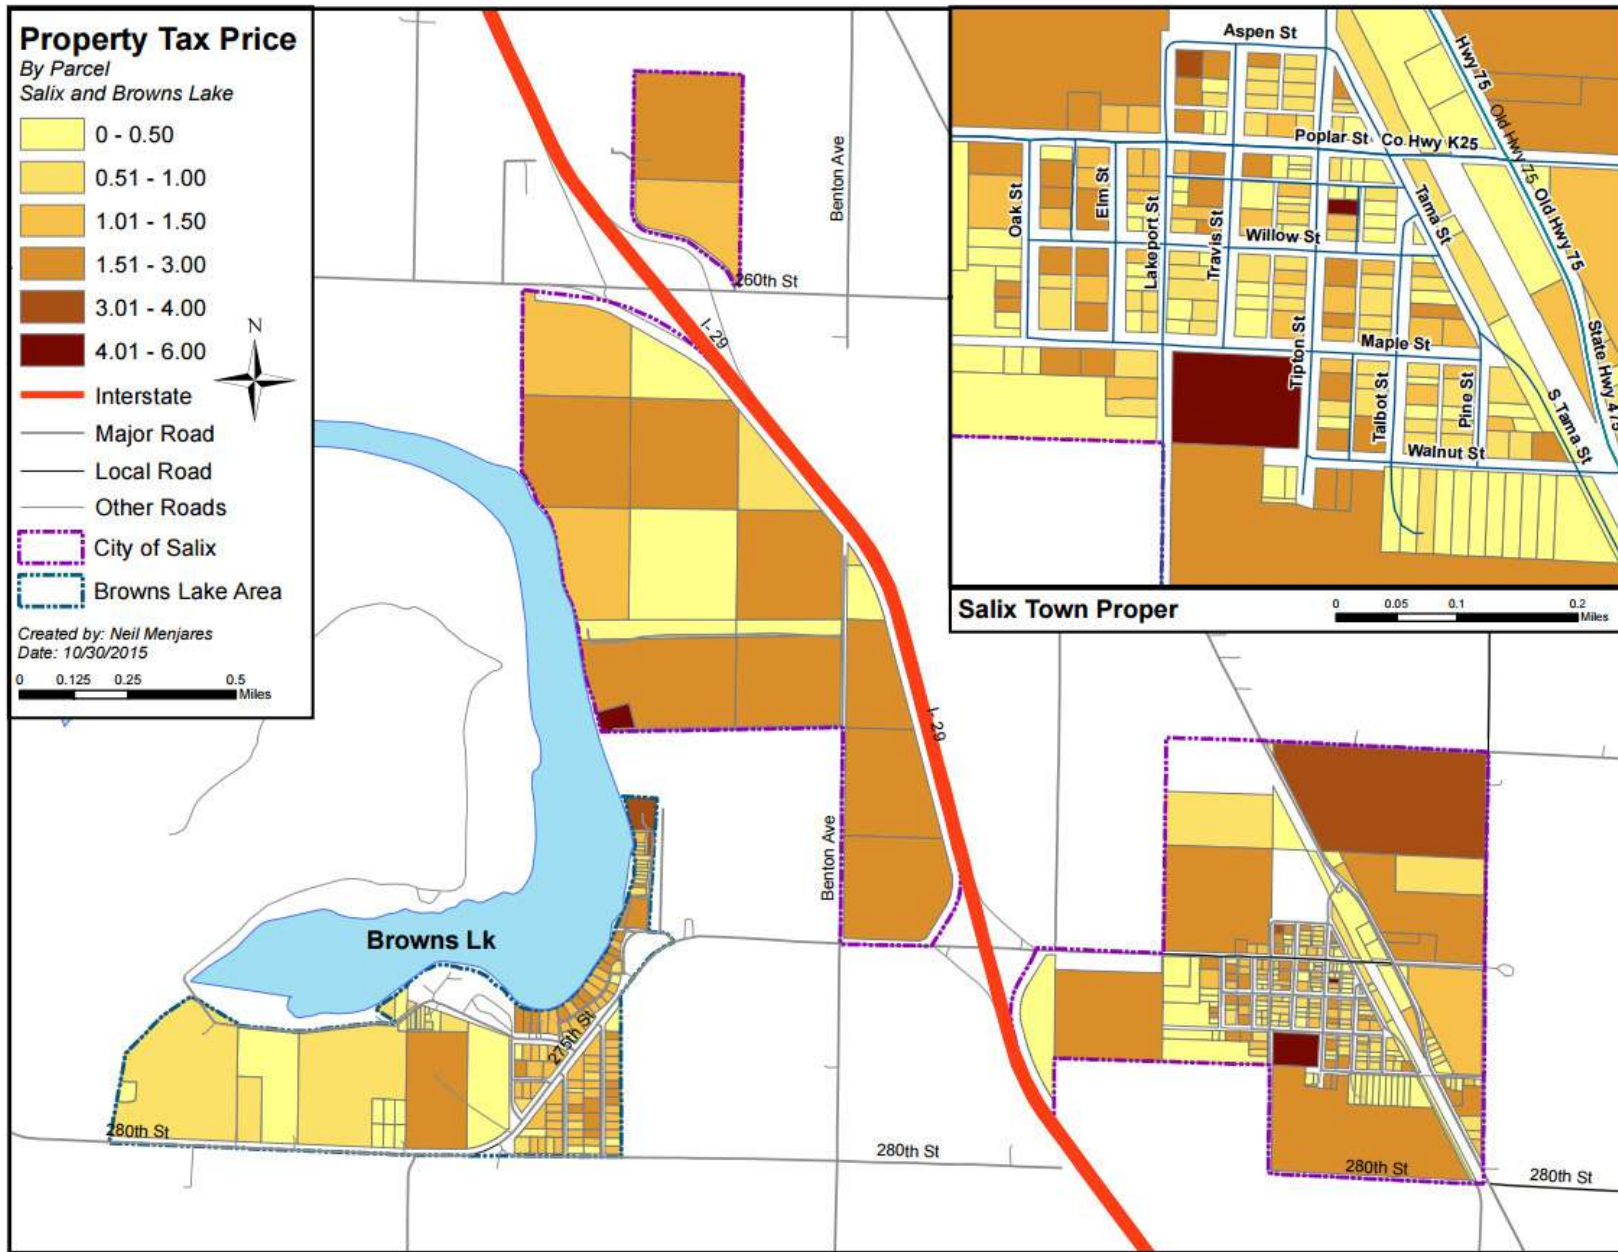 Property Tax Price
By Parcel
Salix and Browns Lake
0 - 0.50
0.51 - 1.00
1.01 - 1.50
1.51 - 3.00
3.01 - 4.00
4.01 - 6.00
N
Interstate
Major Road
Local Road
Other Roads
City of Salix
Browns Lake Area
Created by: Neil Menjares
Date: 10/30/2015
0 0.125 0.25 0.5
Miles
Benton Ave
260th St
I-29
I-29
Benton Ave
Browns Lk
275th St
280th St
280th St
280th St
280th St
Aspen St
Hwy 75
Old Hwy 75
Poplar St
Co Hwy K25
Oak St
Elm St
Lakeport St
Travis St
Willow St
Tama St
Old Hwy 75
State Hwy 475
Tipton St
Maple St
Talbot St
Pine St
S Tama St
Walnut St
Salix Town Proper
0 0.05 0.1 0.2
Miles